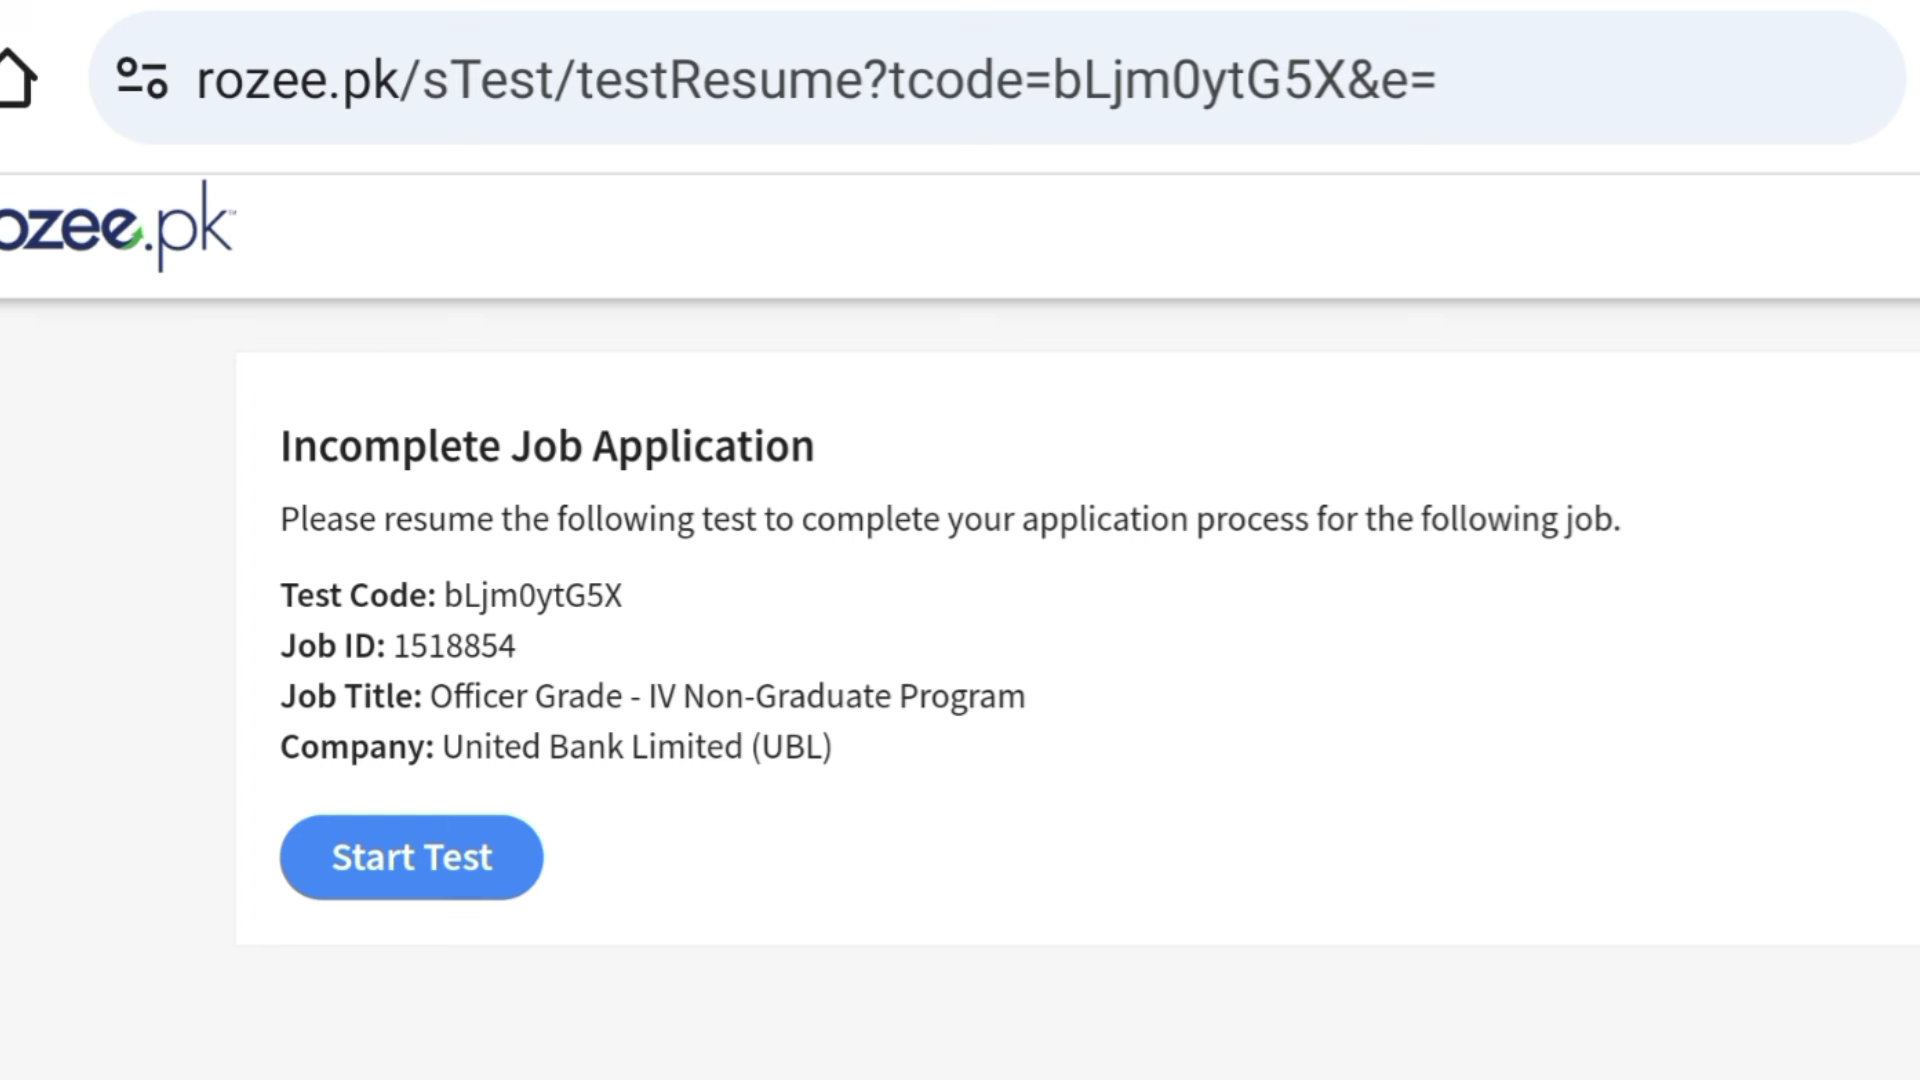 rozee.pk/sTest/testResume?tcode=bLjm0ytG5X&e=
ozee.pk
Incomplete Job Application
Please resume the following test to complete your application process for the following job.
Test Code: bLjm0ytG5X
Job ID: 1518854
Job Title: Officer Grade - IV Non-Graduate Program
Company: United Bank Limited (UBL)
Start Test